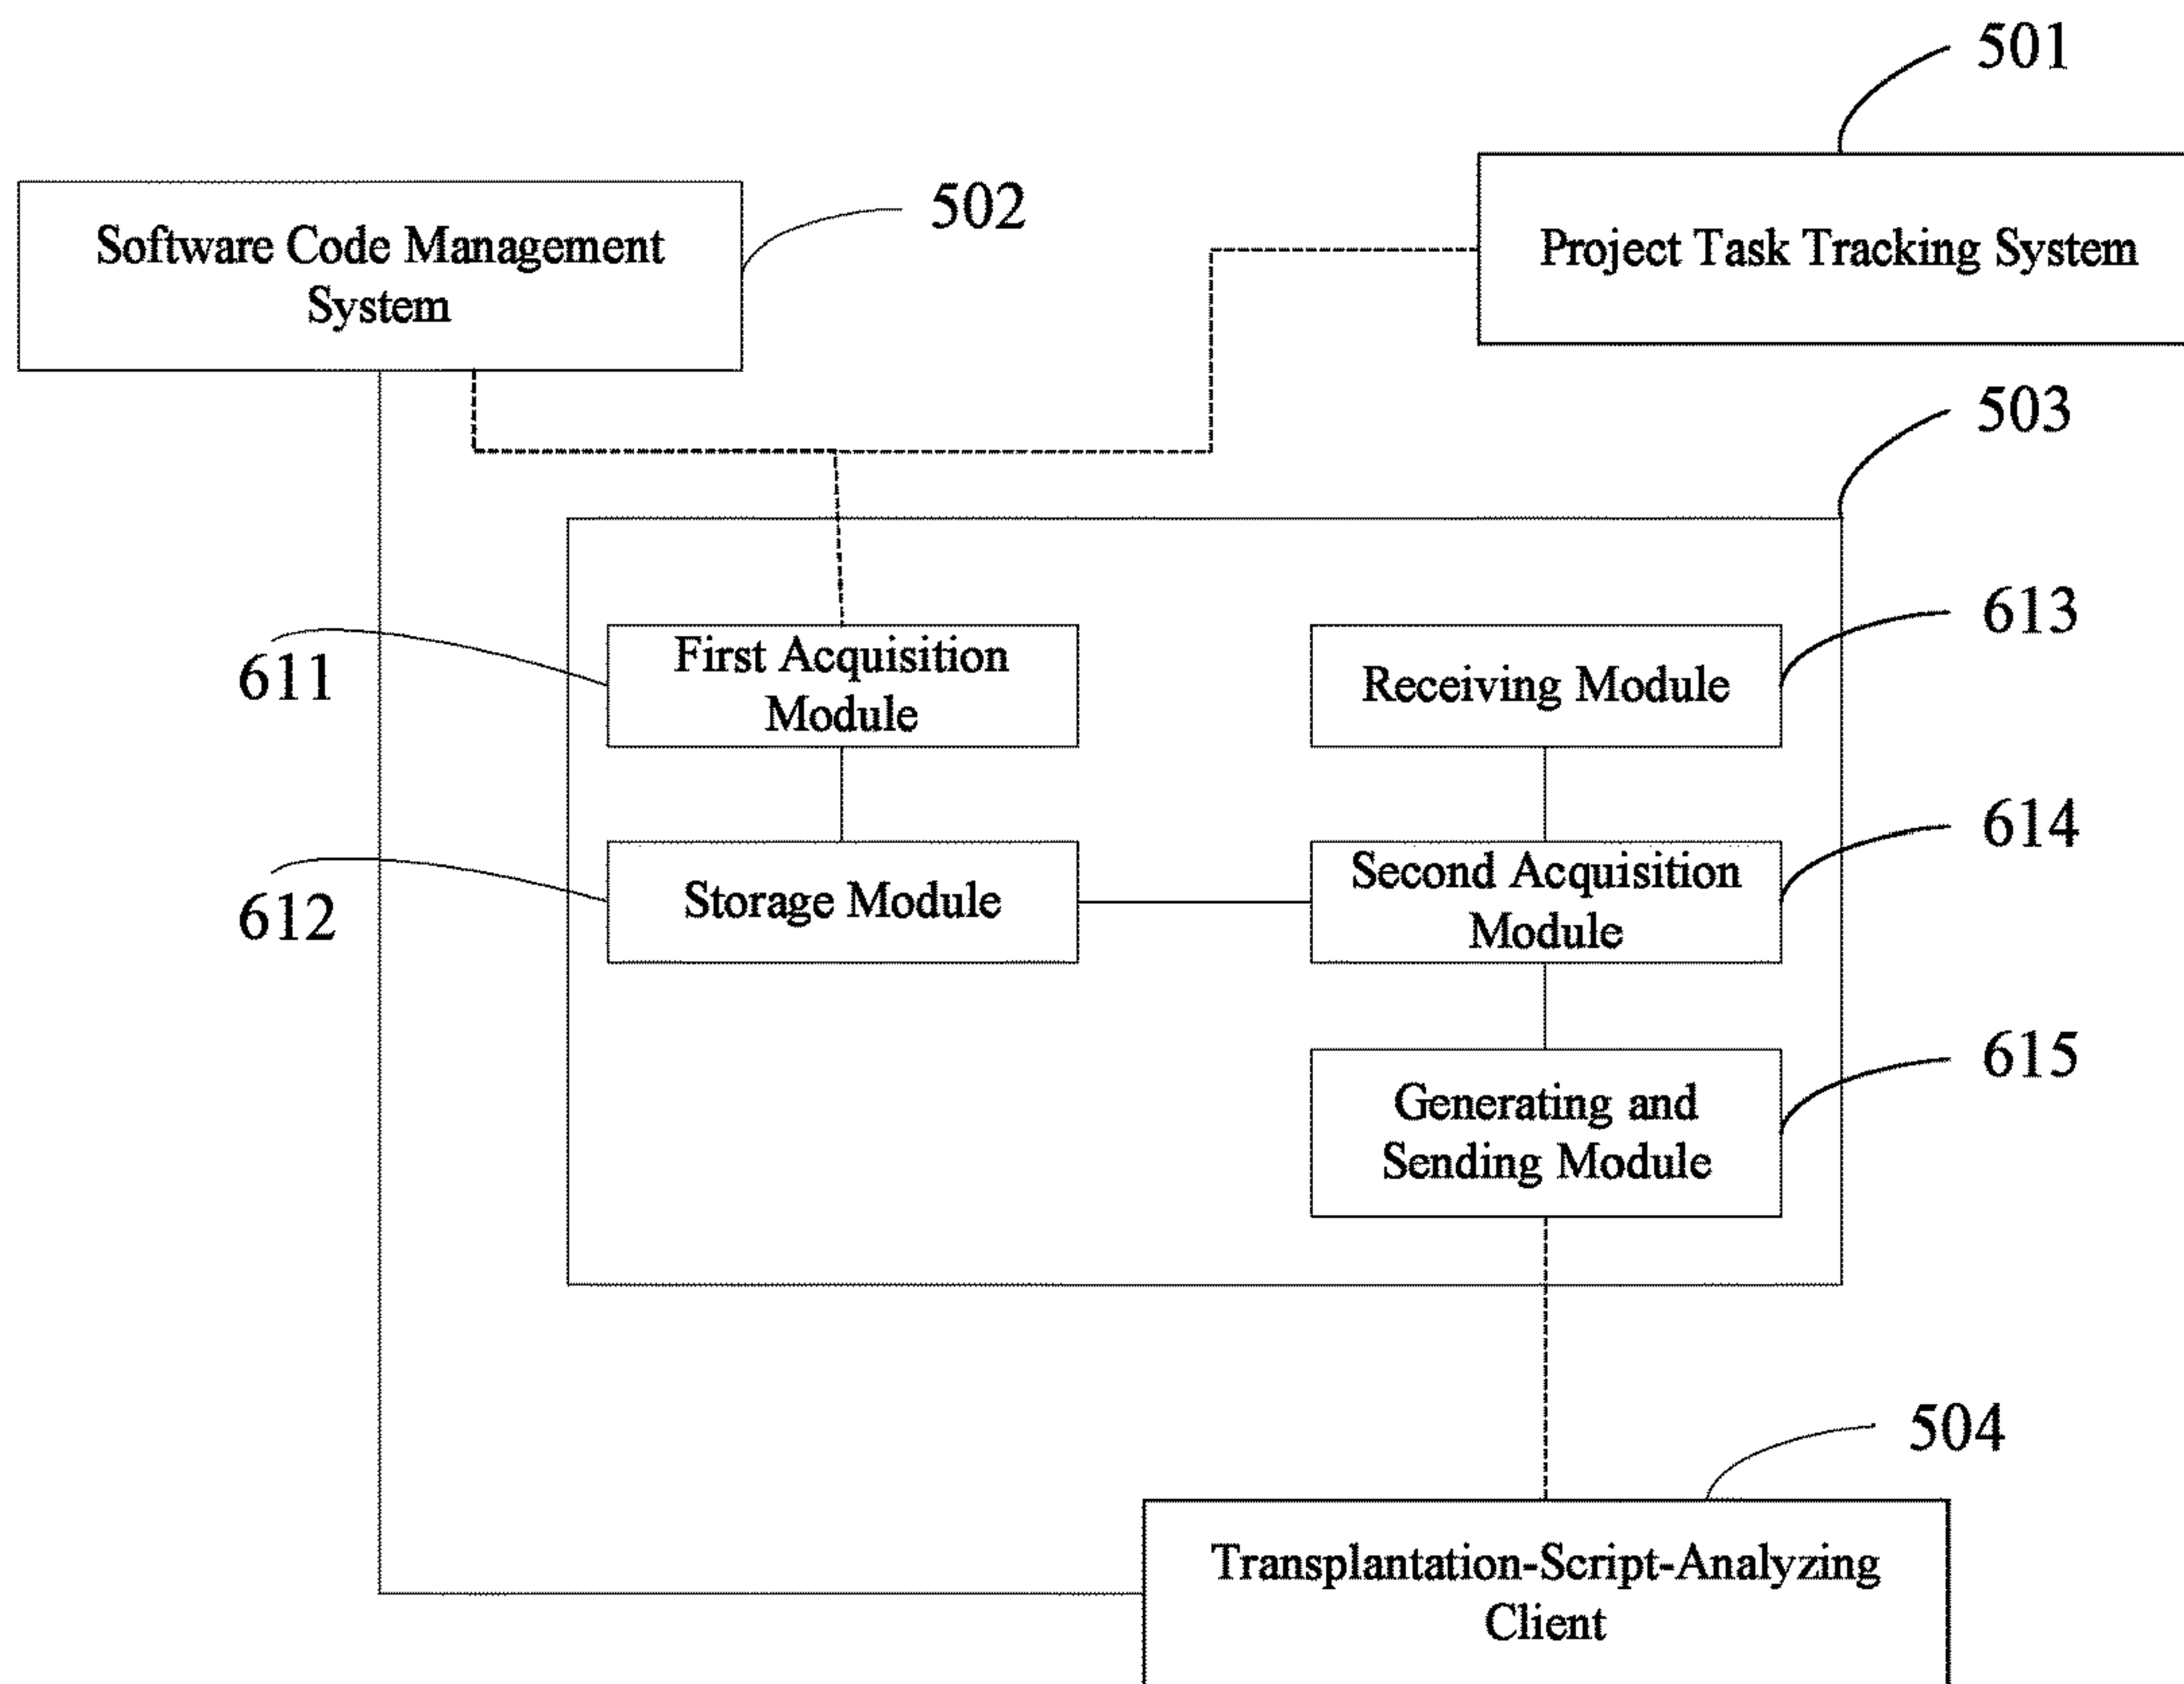 501
502
Software Code Management
System
Project Task Tracking System
503
613
First Acquisition
Module
Receiving Module
611
614
Storage Module
Second Acquisition
Module
612
615
Generating and
Sending Module
504
Transplantation-Script-Analyzing
Client